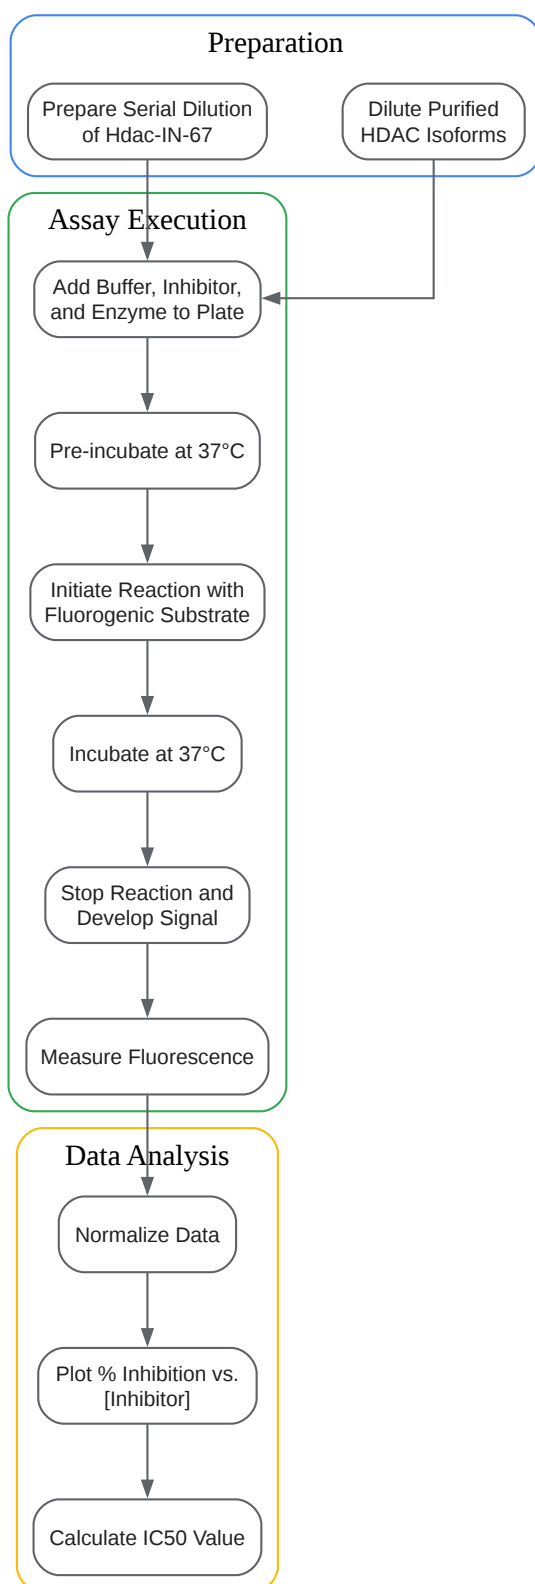 Preparation
Prepare Serial Dilution
of Hdac-IN-67
Dilute Purified
HDAC Isoforms
Assay Execution
Add Buffer, Inhibitor,
and Enzyme to Plate
Pre-incubate at 37°C
Initiate Reaction with
Fluorogenic Substrate
Incubate at 37°C
Stop Reaction and
Develop Signal
Measure Fluorescence
Data Analysis
Normalize Data
Plot % Inhibition vs.
[Inhibitor]
Calculate IC50 Value